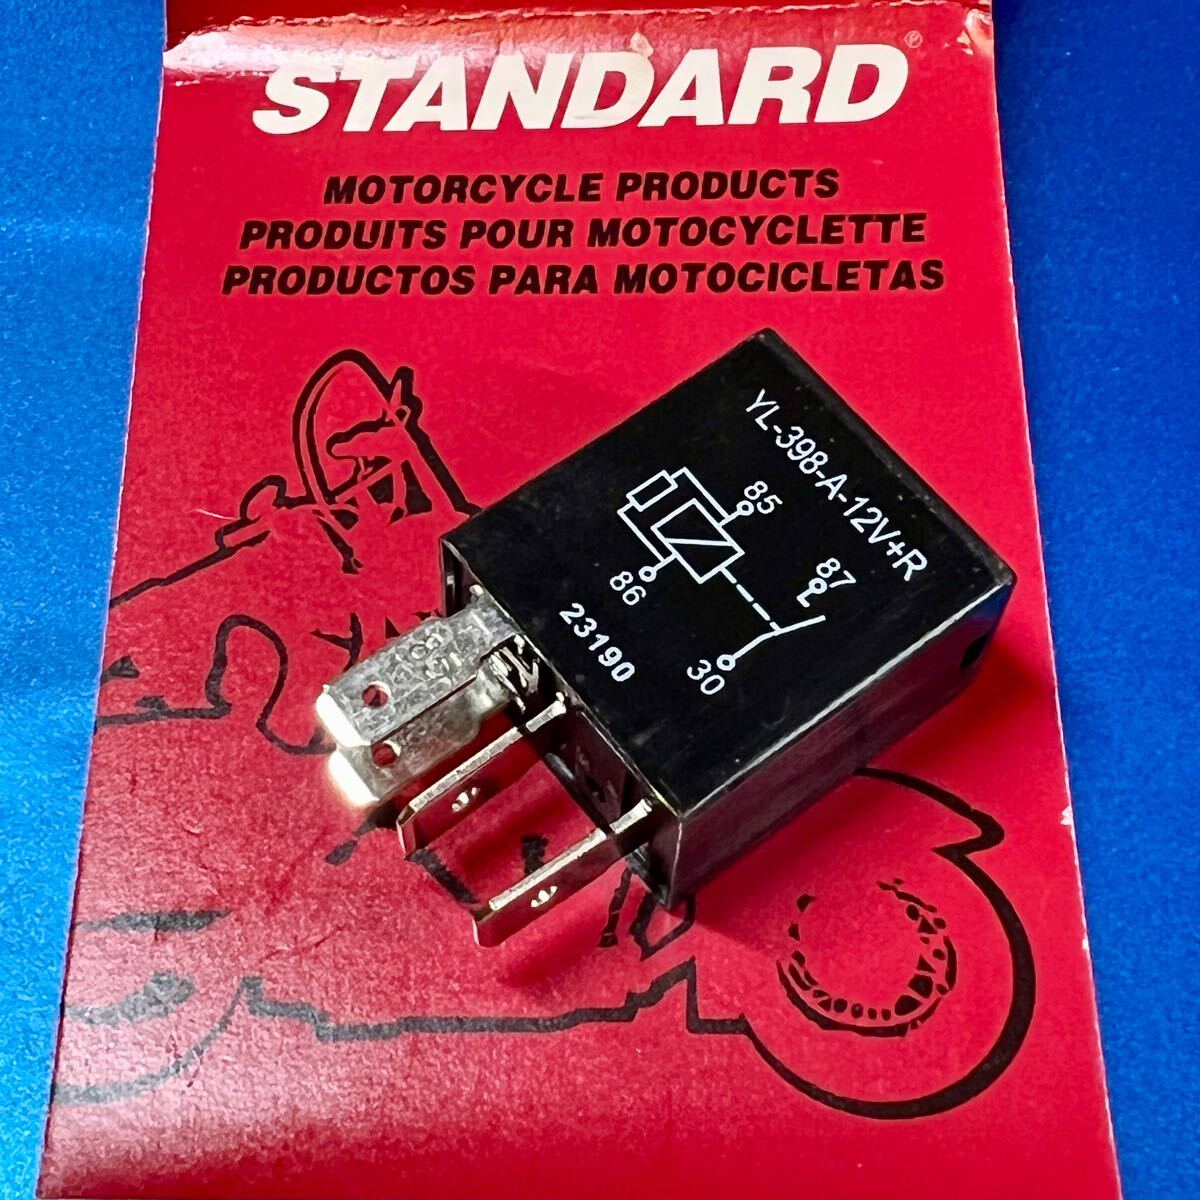 STANDARD®
MOTORCYCLE PRODUCTS
PRODUITS POUR MOTOCYCLETTE
PRODUCTOS PARA MOTOCICLETAS
YL-398-A-12V+R
85
87
86
30
23190